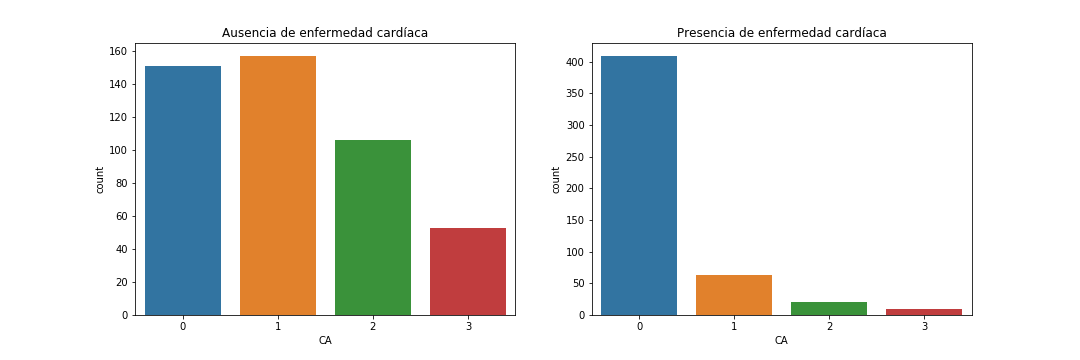 Ausencia de enfermedad cardíaca
160
140
120
100
80
60
40
20
0
count
0 1 2 3
CA
Presencia de enfermedad cardíaca
400
350
300
250
200
150
100
50
0
count
0 1 2 3
CA